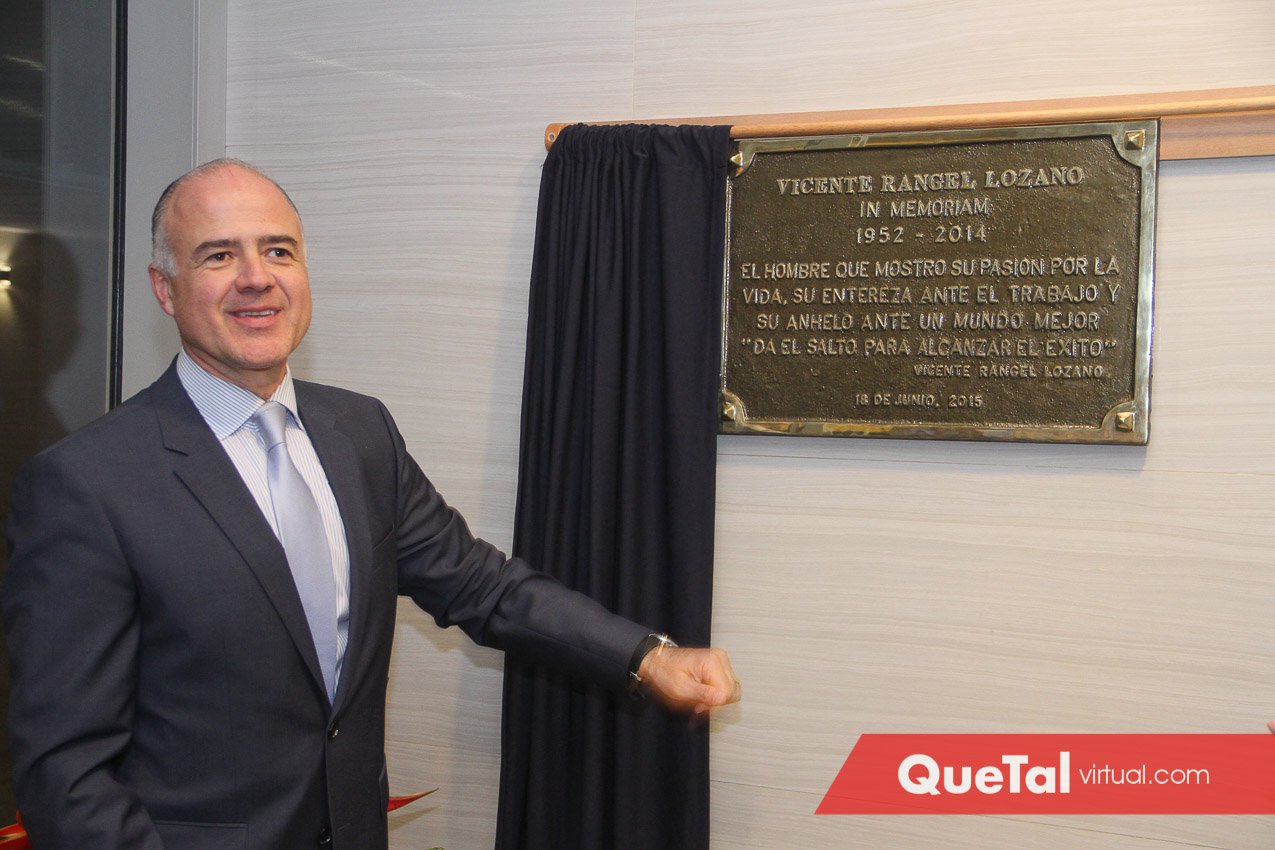 VICENTE RANGEL LOZANO
IN MEMORIAM
1952 - 2014
EL HOMBRE QUE MOSTRO SU PASION POR LA
VIDA, SU ENTEREZA ANTE EL TRABAJO Y
SU ANHELO ANTE UN MUNDO MEJOR
"DA EL SALTO PARA ALCANZAR EL EXITO"
VICENTE RANGEL LOZANO
18 DE JUNIO, 2015
QueTal virtual.com